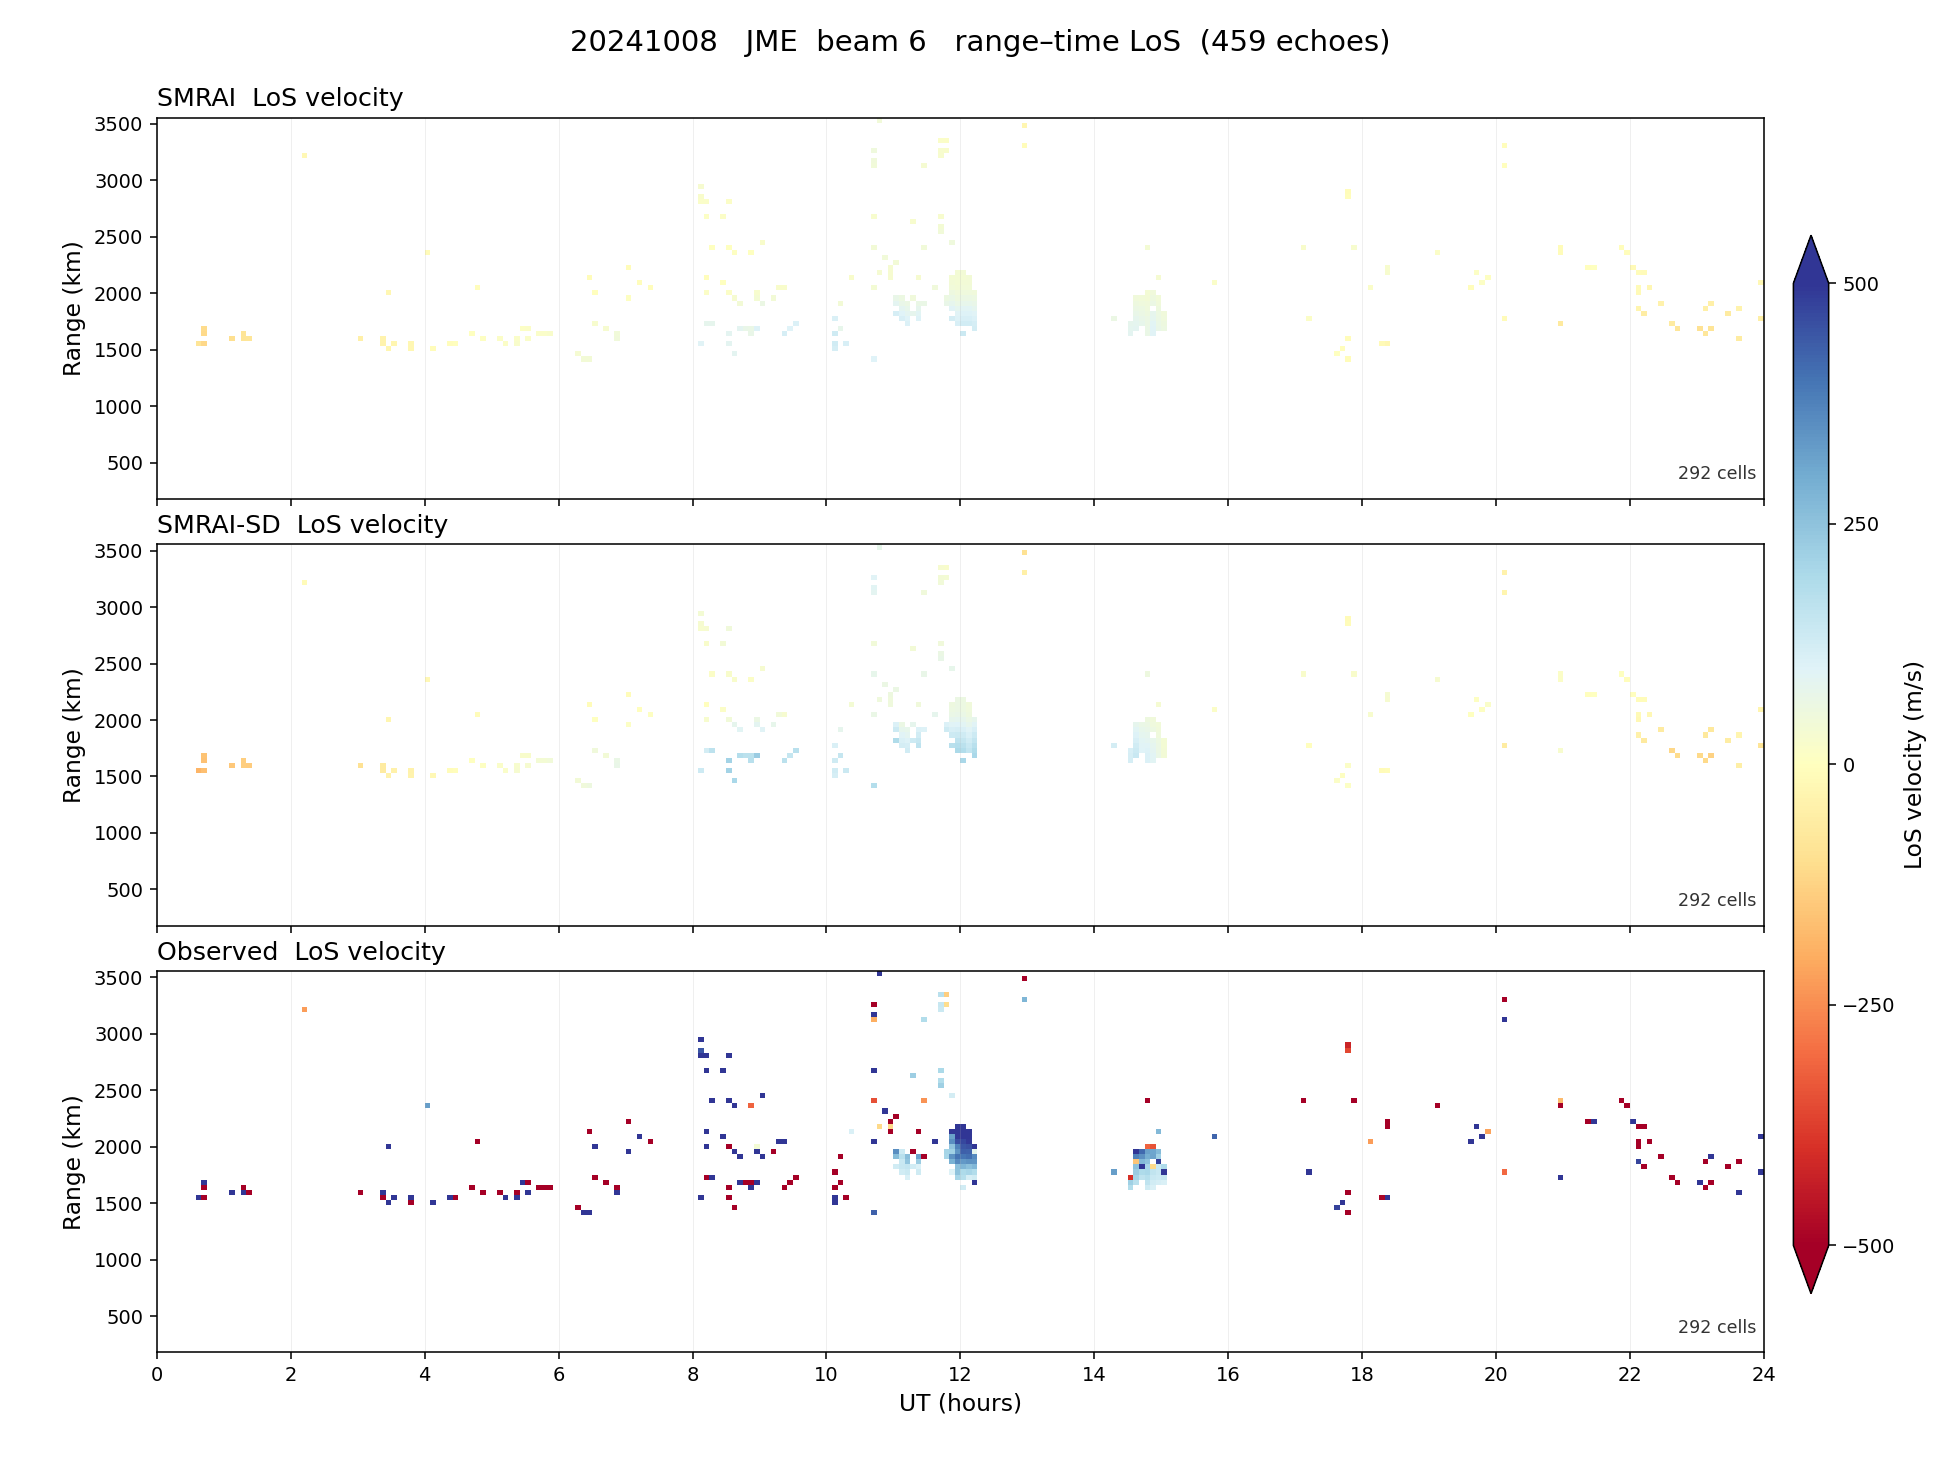 20241008   JME  beam 6   range–time LoS  (459 echoes)
SMRAI  LoS velocity
3500
3000
2500
2000
1500
1000
500
Range (km)
292 cells
SMRAI-SD  LoS velocity
3500
3000
2500
2000
1500
1000
500
Range (km)
292 cells
Observed  LoS velocity
3500
3000
2500
2000
1500
1000
500
Range (km)
292 cells
0 2 4 6 8 10 12 14 16 18 20 22 24
UT (hours)
500
250
0
−250
−500
LoS velocity (m/s)